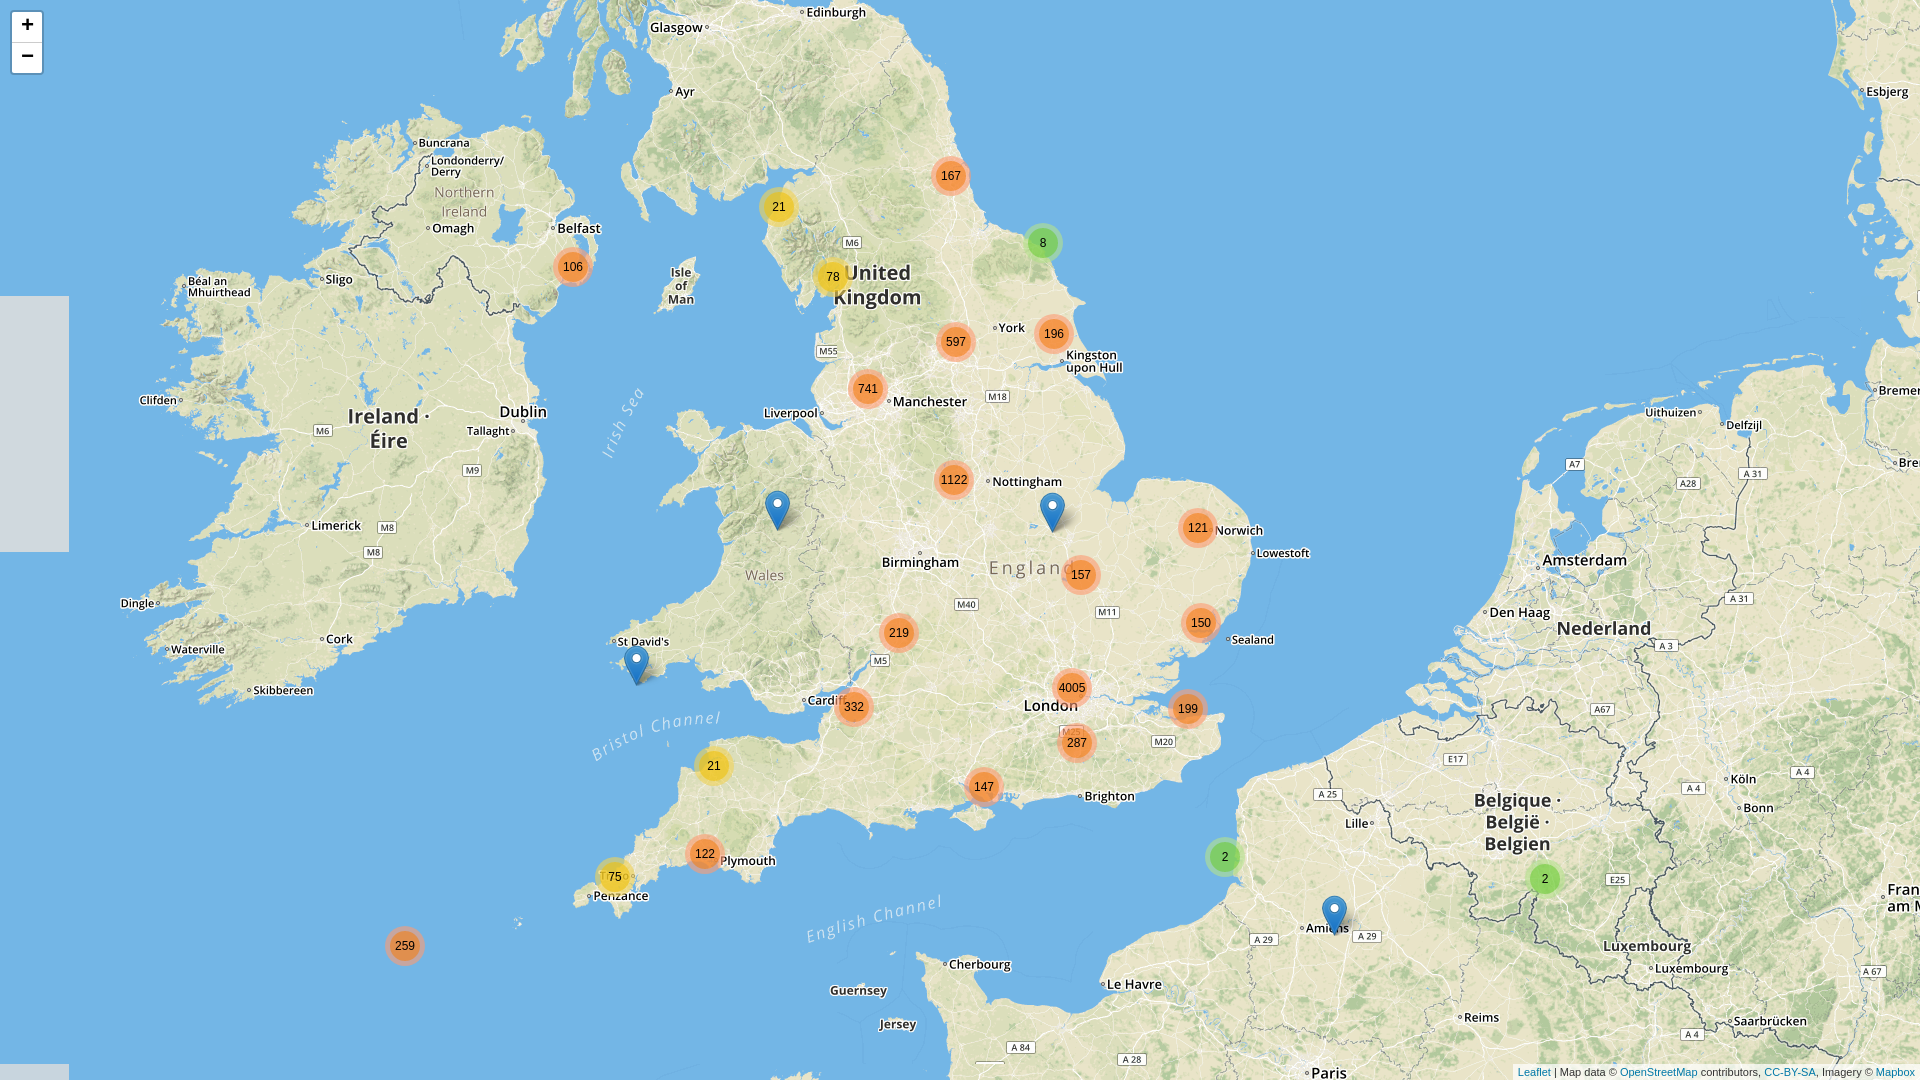 +
−
Edinburgh
Glasgow
Ayr
Esbjerg
Buncrana
Londonderry/
Derry
Northern
Ireland
Omagh
Belfast
106
167
21
8
M6
78
United
Kingdom
Isle
of
Man
Béal an
Mhuirthead
Sligo
York
196
597
Kingston
upon Hull
M55
741
Manchester
M18
Liverpool
Irish Sea
Clifden
Ireland ·
Éire
Dublin
Tallaght
M6
M9
Uithuizen
Delfzijl
A7
A 31
A28
1122
Nottingham
Limerick
M8
M8
121
Norwich
Lowestoft
Birmingham
England
157
Wales
Amsterdam
Den Haag
Nederland
A 31
A 3
Dingle
Cork
Waterville
Skibbereen
M40
M11
150
Sealand
219
M5
St David's
4005
London
199
Cardiff
332
M25
287
M20
Bristol Channel
A67
E17
21
147
Brighton
A 25
Lille
Belgique ·
België ·
Belgien
Köln
A 4
A 4
Bonn
122
Plymouth
75
Penzance
2
2
E25
English Channel
259
Amiens
A 29
A 29
Luxembourg
Luxembourg
A 67
Cherbourg
Guernsey
Jersey
Le Havre
Reims
Saarbrücken
A 84
A 28
A 4
Paris
Leaflet | Map data © OpenStreetMap contributors, CC-BY-SA, Imagery © Mapbox